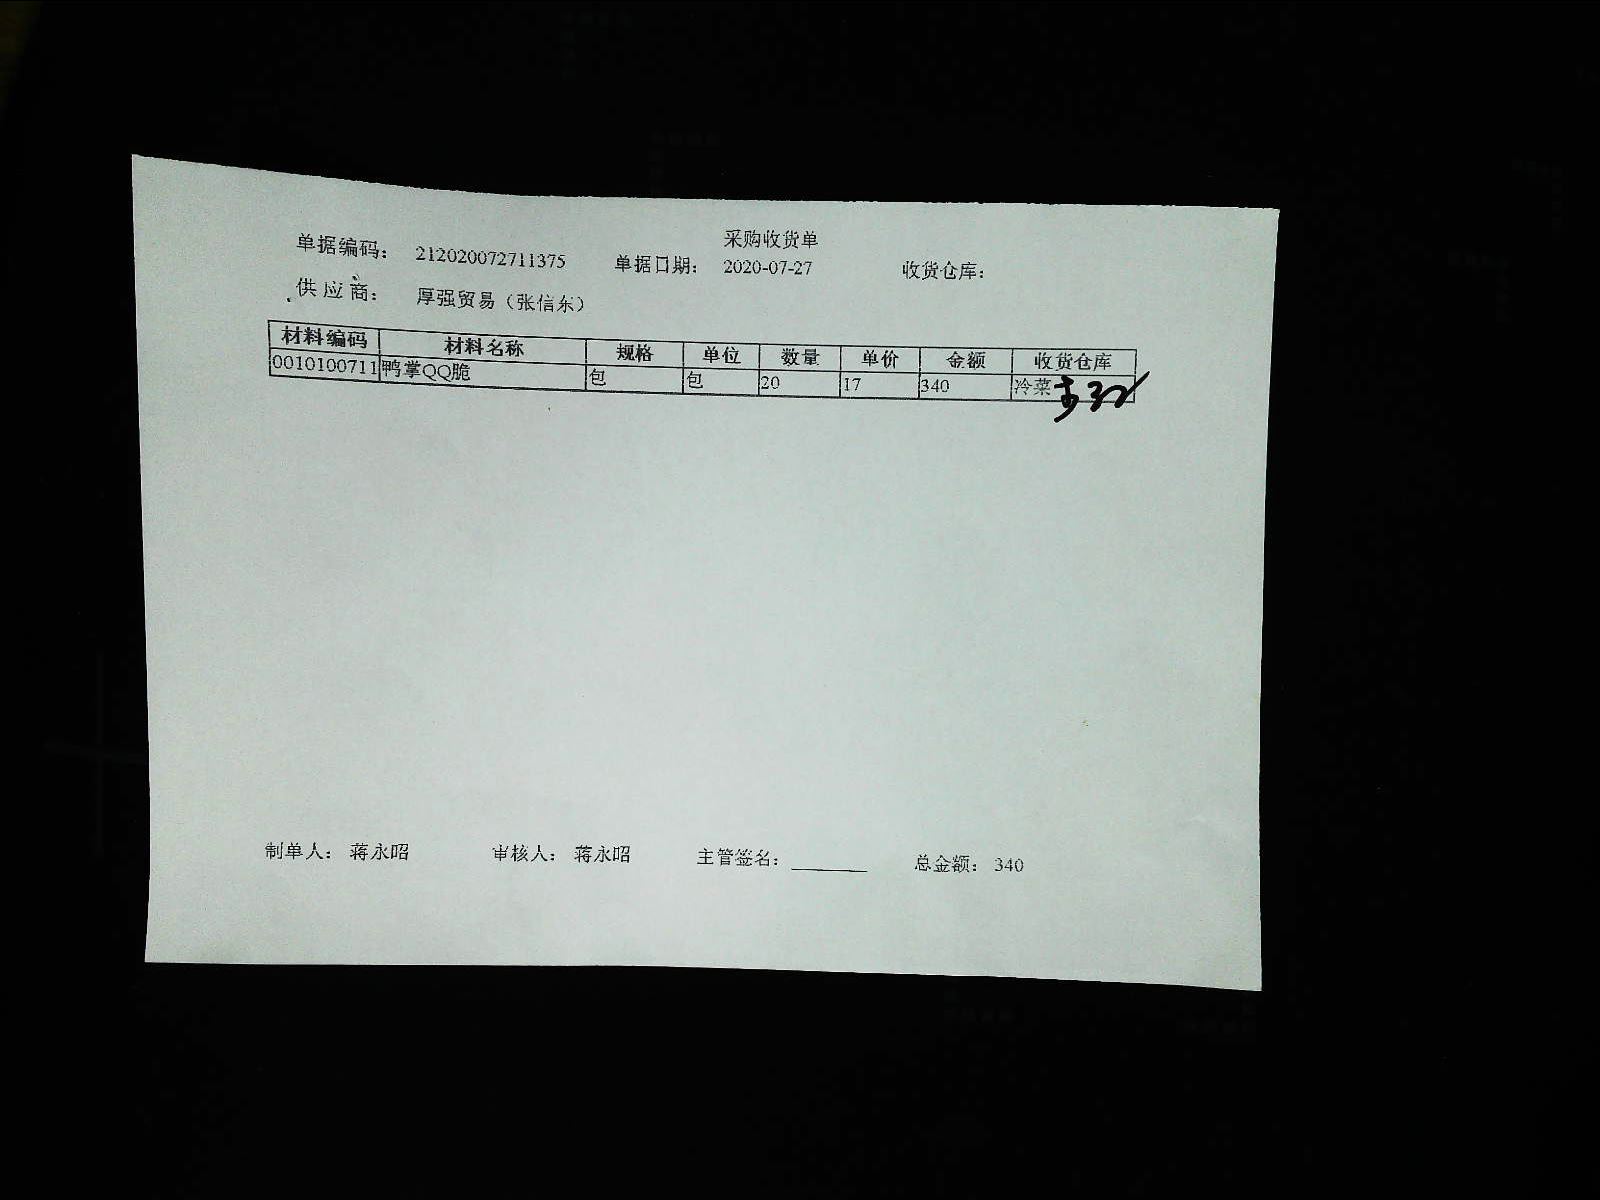 采购收货单
单据编码: 212020072711375 单据日期: 2020-07-27 收货仓库:
供应商: 厚强贸易（张信东）
材料编码 材料名称 规格 单位 数量 单价 金额 收货仓库
0010100711 鸭掌QQ脆 包 包 20 17 340 冷菜
制单人: 蒋永昭 审核人: 蒋永昭 主管签名: 总金额: 340